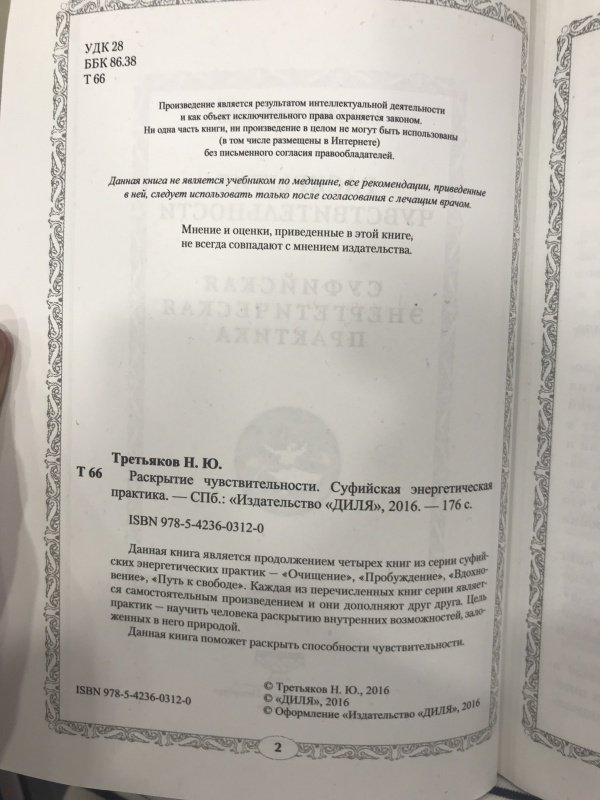 УДК 28
ББК 86.38
Т 66
Произведение является результатом интеллектуальной деятельности
и как объект исключительного права охраняется законом.
Ни одна часть книги, ни произведение в целом не могут быть использованы
(в том числе размещены в Интернете)
без письменного согласия правообладателей.
Данная книга не является учебником по медицине, все рекомендации, приведенные
в ней, следует использовать только после согласования с лечащим врачом.
Мнение и оценки, приведенные в этой книге,
не всегда совпадают с мнением издательства.
ЧУВСТВИТЕЛЬНОСТИ
СУФИЙСКАЯ
ЭНЕРГЕТИЧЕСКАЯ
ПРАКТИКА
Третьяков Н. Ю.
Т 66 Раскрытие чувствительности. Суфийская энергетическая
практика. — СПб.: «Издательство «ДИЛЯ», 2016. — 176 с.
ISBN 978-5-4236-0312-0
Данная книга является продолжением четырех книг из серии суфий-
ских энергетических практик – «Очищение», «Пробуждение», «Вдохно-
вение», «Путь к свободе». Каждая из перечисленных книг серии являет-
ся самостоятельным произведением и они дополняют друг друга. Цель
практик – научить человека раскрытию внутренних возможностей, зало-
женных в него природой.
Данная книга поможет раскрыть способности чувствительности.
ISBN 978-5-4236-0312-0
© Третьяков Н. Ю., 2016
© «ДИЛЯ», 2016
© Оформление «Издательство «ДИЛЯ», 2016
2